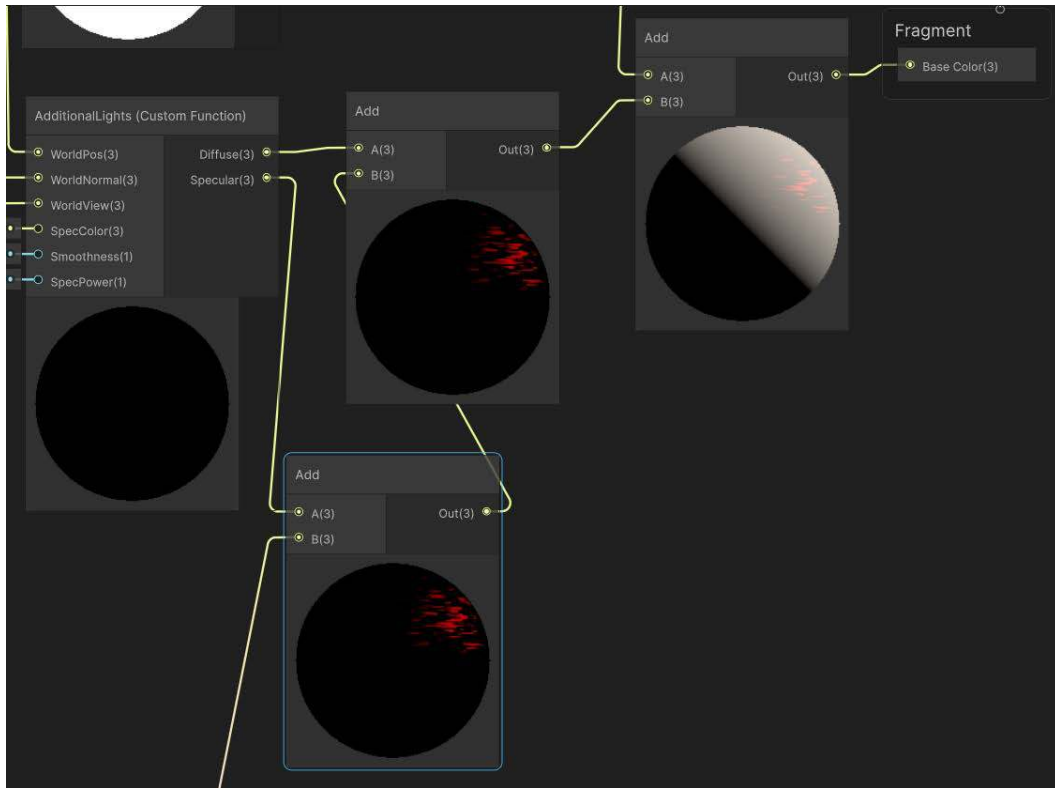 Fragment
Base Color(3)
Add
A(3)
Out(3)
B(3)
AdditionalLights (Custom Function)
WorldPos(3)
Diffuse(3)
WorldNormal(3)
Specular(3)
WorldView(3)
SpecColor(3)
Smoothness(1)
SpecPower(1)
Add
A(3)
Out(3)
B(3)
Add
A(3)
Out(3)
B(3)